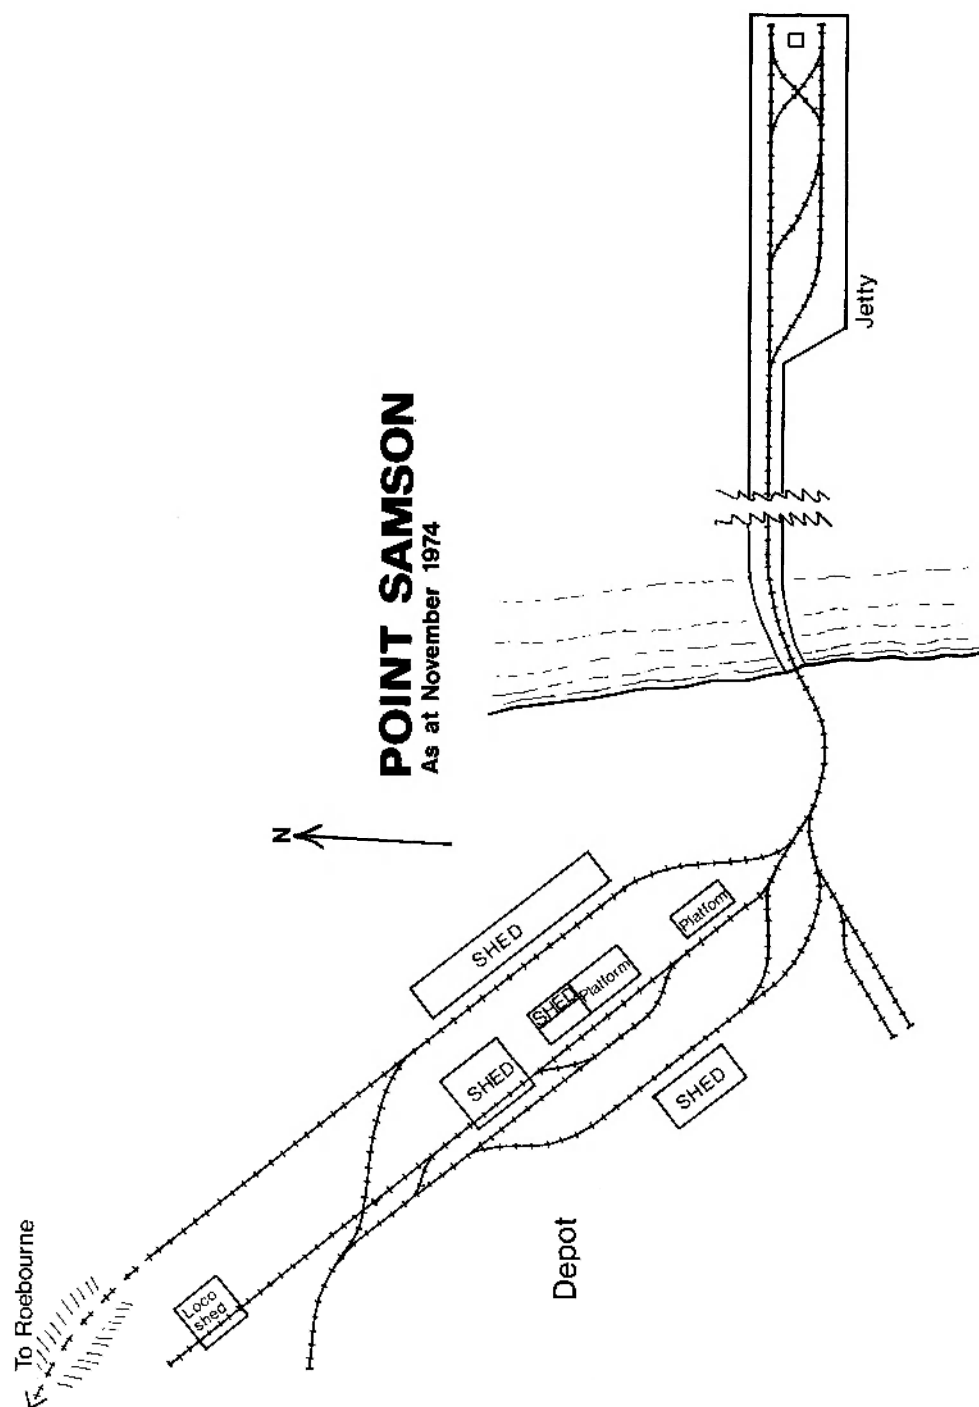 POINT SAMSON
As at November 1974
N
To Roebourne
Loco
shed
SHED
SHED
SHED
Platform
Platform
SHED
Depot
Jetty